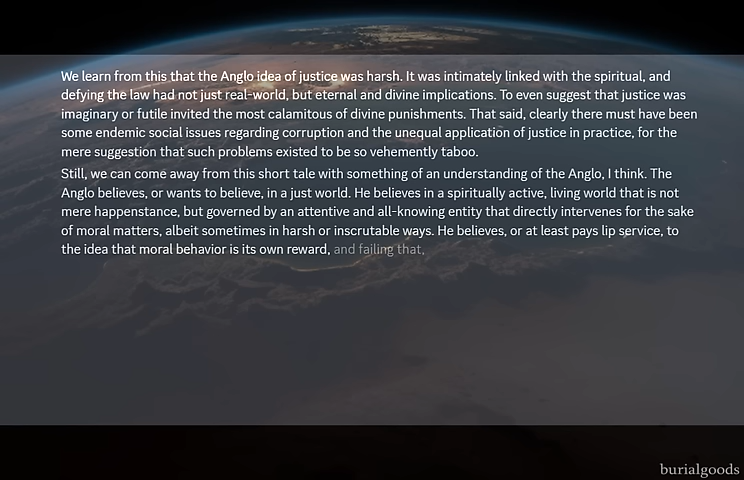 We learn from this that the Anglo idea of justice was harsh. It was intimately linked with the spiritual, and
defying the law had not just real-world, but eternal and divine implications. To even suggest that justice was
imaginary or futile invited the most calamitous of divine punishments. That said, clearly there must have been
some endemic social issues regarding corruption and the unequal application of justice in practice, for the
mere suggestion that such problems existed to be so vehemently taboo.
Still, we can come away from this short tale with something of an understanding of the Anglo, I think. The
Anglo believes, or wants to believe, in a just world. He believes in a spiritually active, living world that is not
mere happenstance, but governed by an attentive and all-knowing entity that directly intervenes for the sake
of moral matters, albeit sometimes in harsh or inscrutable ways. He believes, or at least pays lip service, to
the idea that moral behavior is its own reward, and failing that,
burialgoods